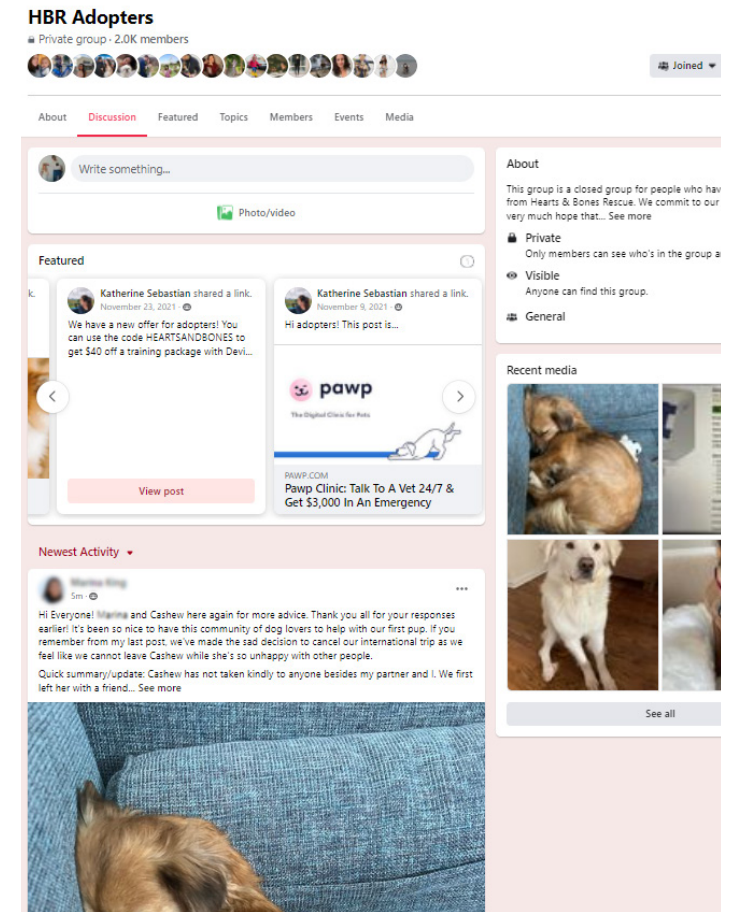 HBR Adopters
Private group · 2.0K members
Joined
About
Discussion
Featured
Topics
Members
Events
Media
Write something...
Photo/video
Featured
k.
Katherine Sebastian shared a link.
November 23, 2021 ·
We have a new offer for adopters! You
can use the code HEARTSANDBONES to
get $40 off a training package with Devi...
View post
Katherine Sebastian shared a link.
November 9, 2021 ·
Hi adopters! This post is...
pawp
The Digital Clinic for Pets
PAWP.COM
Pawp Clinic: Talk To A Vet 24/7 &
Get $3,000 In An Emergency
Newest Activity
5m ·
Hi Everyone! and Cashew here again for more advice. Thank you all for your responses
earlier! It's been so nice to have this community of dog lovers to help with our first pup. If you
remember from my last post, we've made the sad decision to cancel our international trip as we
feel like we cannot leave Cashew while she's so unhappy with other people.
Quick summary/update: Cashew has not taken kindly to anyone besides my partner and I. We first
left her with a friend... See more
About
This group is a closed group for people who hav
from Hearts & Bones Rescue. We commit to our
very much hope that... See more
Private
Only members can see who's in the group a
Visible
Anyone can find this group.
General
Recent media
See all